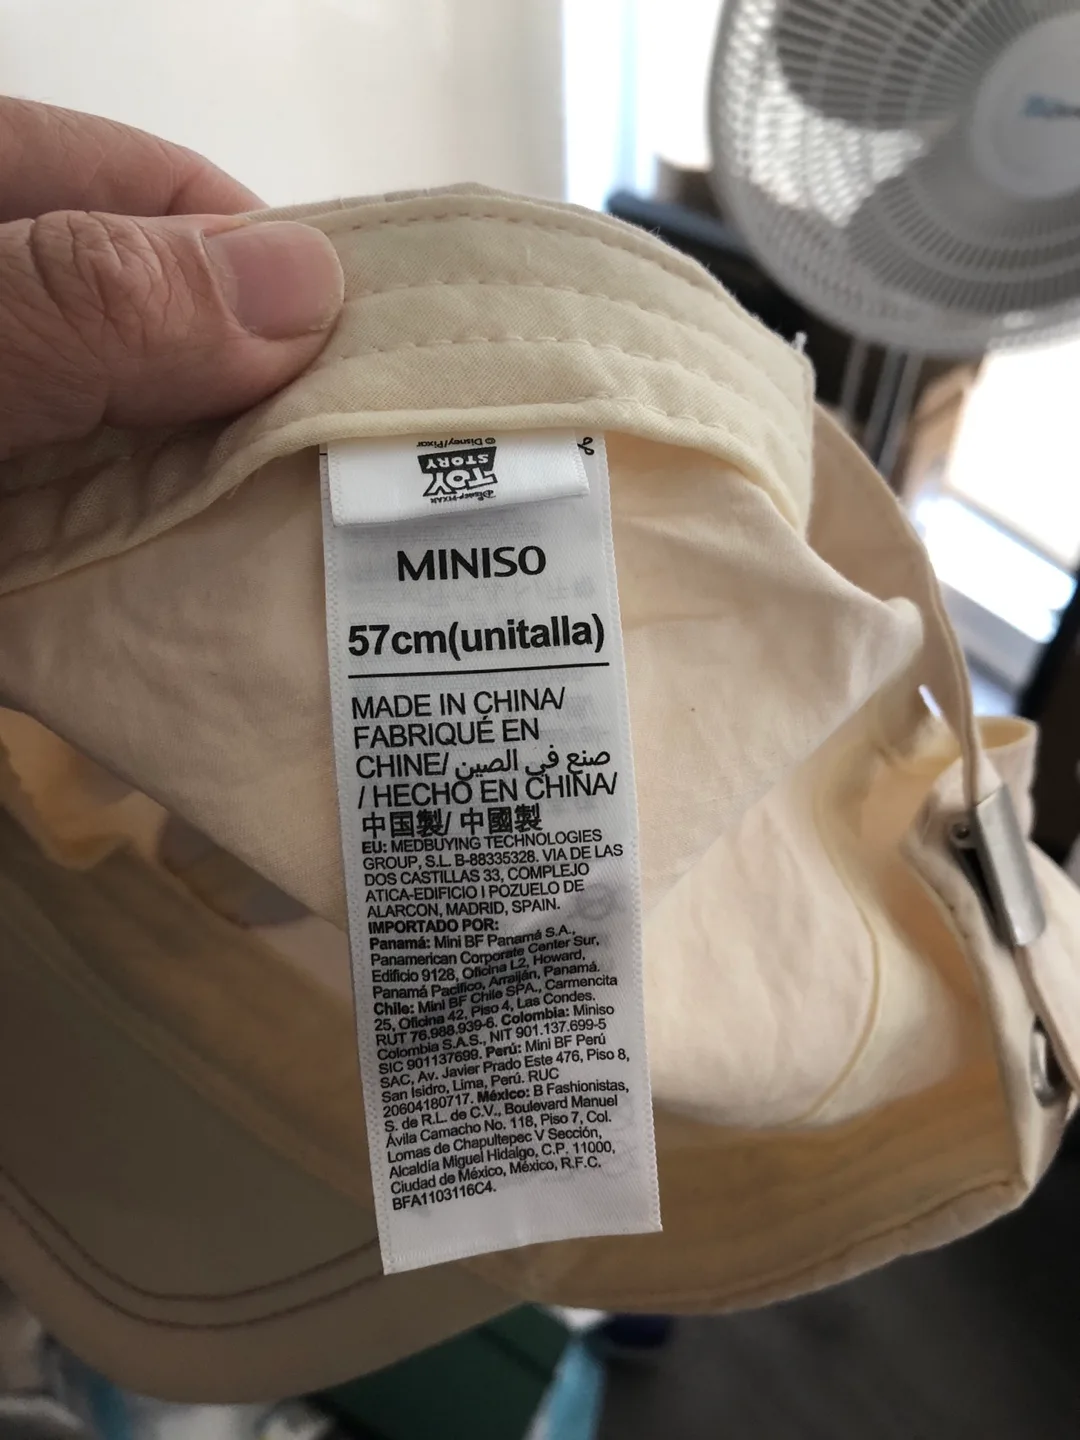 © Disney/Pixar
TOY
STORY
DISNEY·PIXAR
MINISO
57cm(unitalla)
MADE IN CHINA/
FABRIQUÉ EN
CHINE/ صنع في الصين
/ HECHO EN CHINA/
中国製/ 中國製
EU: MEDBUYING TECHNOLOGIES
GROUP, S.L. B-88335328. VIA DE LAS
DOS CASTILLAS 33, COMPLEJO
ATICA-EDIFICIO I POZUELO DE
ALARCON, MADRID, SPAIN.
IMPORTADO POR:
Panamá: Mini BF Panamá S.A.,
Panamerican Corporate Center Sur,
Edificio 9128, Oficina L2, Howard,
Panamá Pacifico, Arraiján, Panamá.
Chile: Mini BF Chile SPA., Carmencita
25, Oficina 42, Piso 4, Las Condes.
RUT 76.988.939-6. Colombia: Miniso
Colombia S.A.S., NIT 901.137.699-5
SIC 901137699. Perú: Mini BF Perú
SAC, Av. Javier Prado Este 476, Piso 8,
San Isidro, Lima, Perú. RUC
20604180717. México: B Fashionistas,
S. de R.L. de C.V., Boulevard Manuel
Ávila Camacho No. 118, Piso 7, Col.
Lomas de Chapultepec V Sección,
Alcaldía Miguel Hidalgo, C.P. 11000,
Ciudad de México, México, R.F.C.
BFA1103116C4.